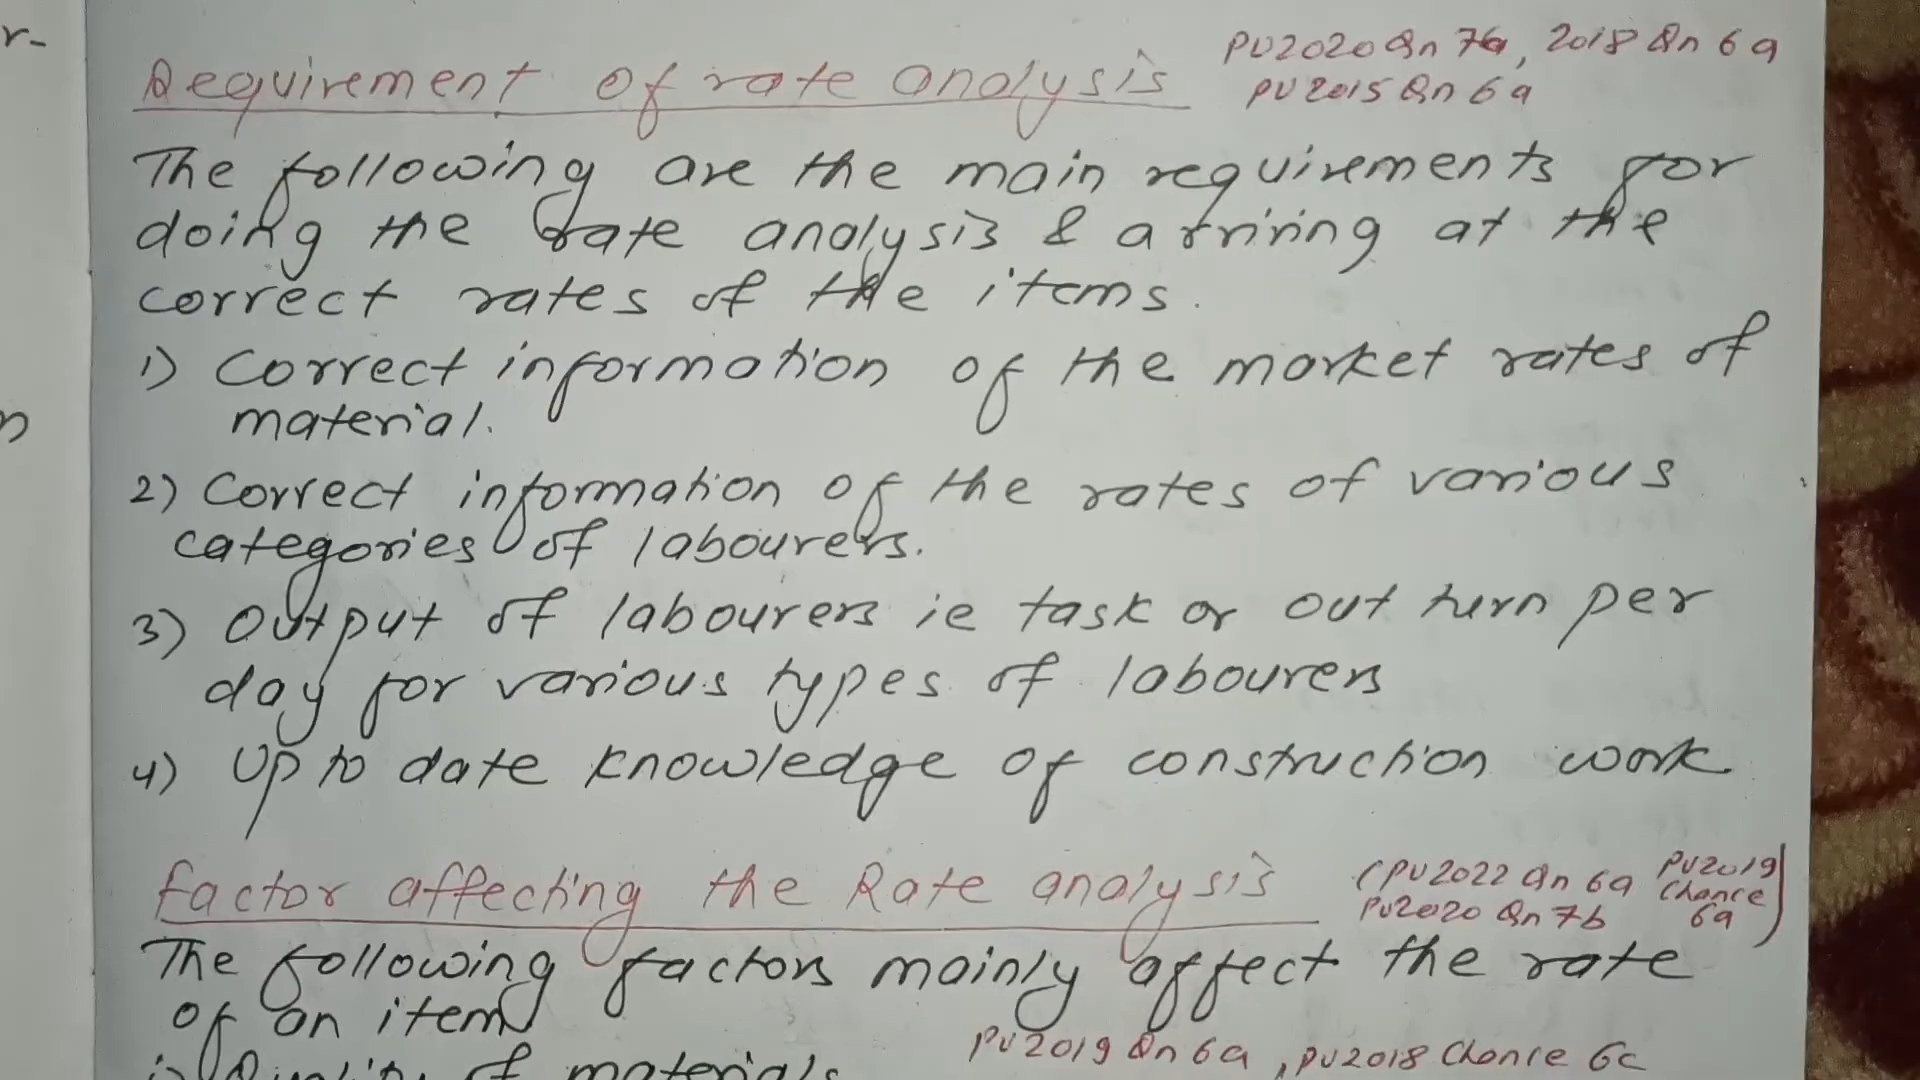 Requirement of rate analysis PU2020 Qn 7a, 2018 Qn 6a
PU2015 Qn 6a
The following are the main requirements for
doing the rate analysis & arriving at the
correct rates of the items.
1) Correct information of the market rates of
material.
2) Correct information of the rates of various
categories of labourers.
3) Output of labourers ie task or out turn per
day for various types of labourers
4) Up to date knowledge of construction work
Factor affecting the Rate analysis (PU2022 Qn 6a PU2019
PU2020 Qn 7b Chance 6a)
The following factors mainly affect the rate
of an item
PU2019 Qn 6a, PU2018 Chance 6c
i) Quality of materials